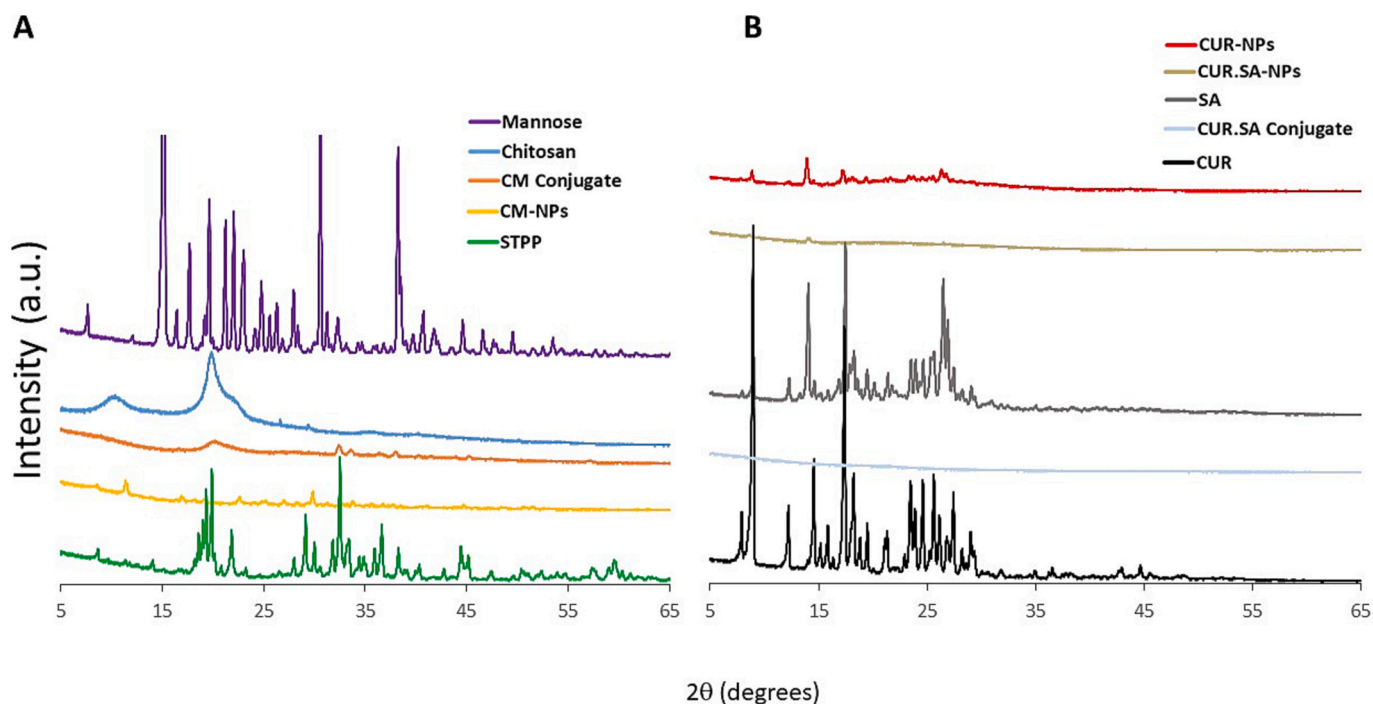 A
B
Mannose
Chitosan
CM Conjugate
CM-NPs
STPP
CUR-NPs
CUR.SA-NPs
SA
CUR.SA Conjugate
CUR
Intensity (a.u.)
5 15 25 35 45 55 65
5 15 25 35 45 55 65
2θ (degrees)